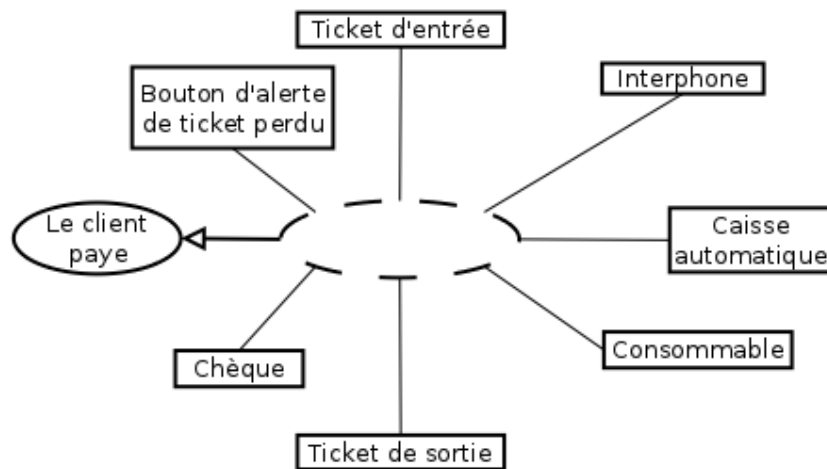 Ticket d'entrée
Interphone
Bouton d'alerte
de ticket perdu
Le client
paye
Caisse
automatique
Chèque
Consommable
Ticket de sortie